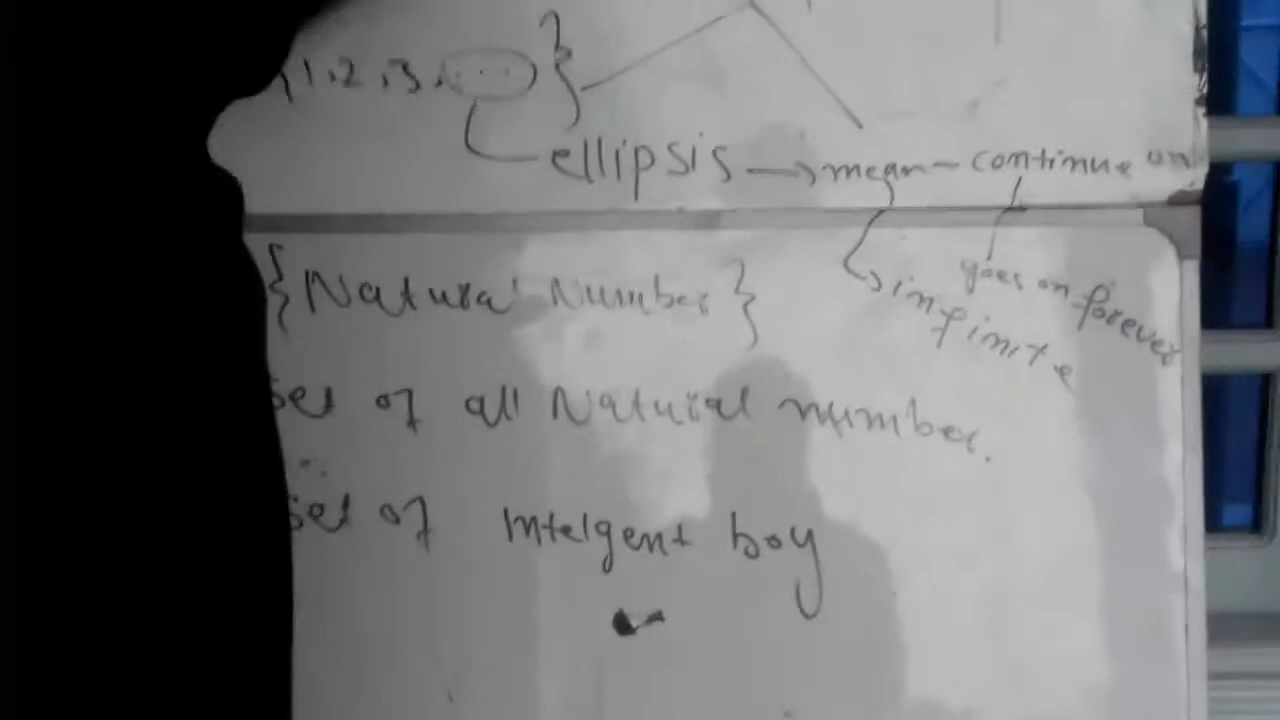 {1,2,3, ... }
ellipsis → mean - continue on
goes on forever
infinite
{Natural Number}
set of all Natural number.
set of Intelgent boy